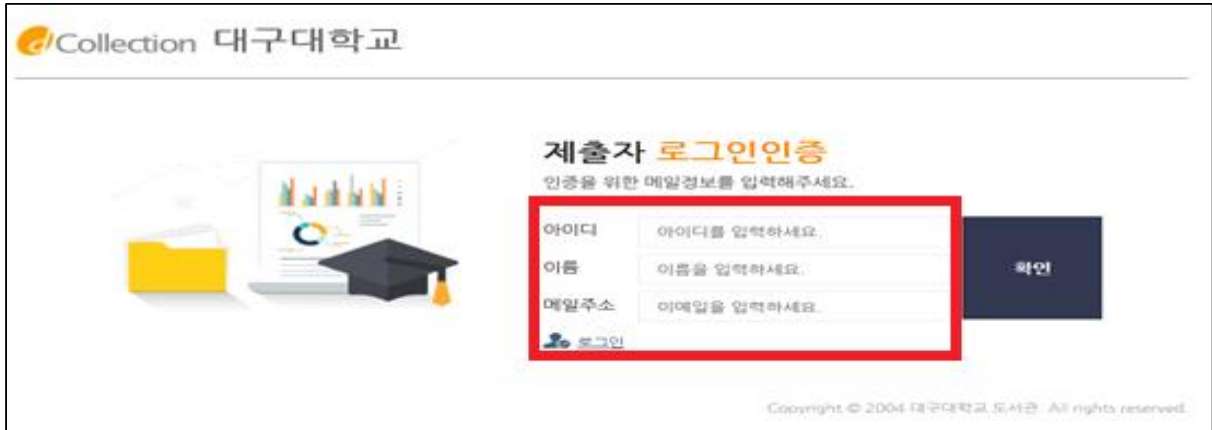 dCollection 대구대학교
제출자 로그인인증
인증을 위한 메일정보를 입력해주세요.
아이디 아이디를 입력하세요.
이름 이름을 입력하세요.
확인
메일주소 이메일을 입력하세요.
로그인
Copyright © 2004 대구대학교 도서관. All rights reserved.